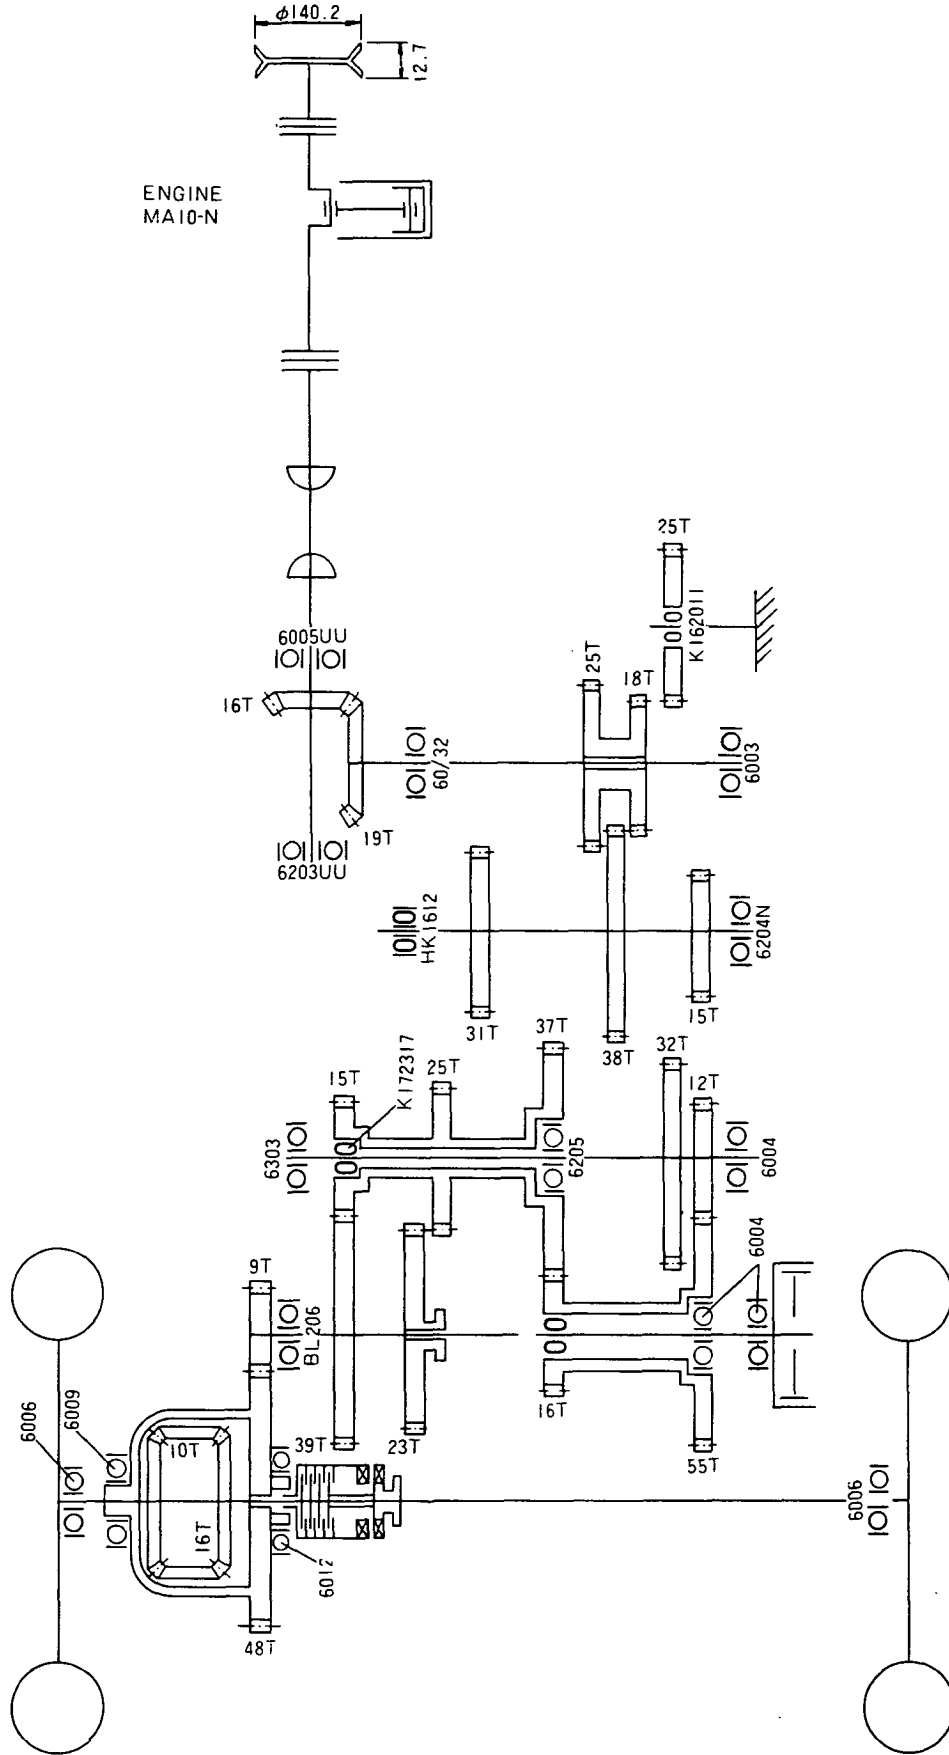 φ140.2
12.7
ENGINE
MA10-N
25T
K162011
6005UU
16T
25T
18T
60/32
6003
19T
6203UU
HK1612
6204N
31T
15T
37T
38T
32T
K172317
25T
15T
12T
6303
6205
6004
6004
9T
BL206
16T
6006
6009
10T
39T
23T
55T
16T
6006
6012
48T